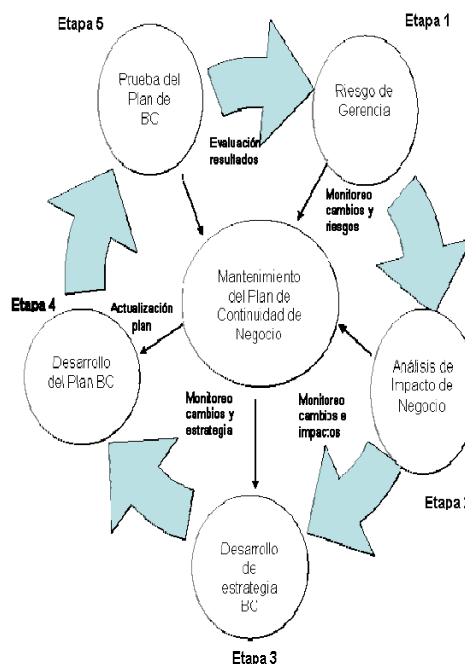 Etapa 5
Etapa 1
Prueba del
Plan de
BC
Riesgo de
Gerencia
Evaluación
resultados
Monitoreo
cambios y
riesgos
Mantenimiento
del Plan de
Continuidad de
Negocio
Etapa 4
Actualización
plan
Desarrollo
del Plan BC
Análisis de
Impacto de
Negocio
Monitoreo
cambios y
estrategia
Monitoreo
cambios e
impactos
Etapa 2
Desarrollo
de
estrategia
BC
Etapa 3